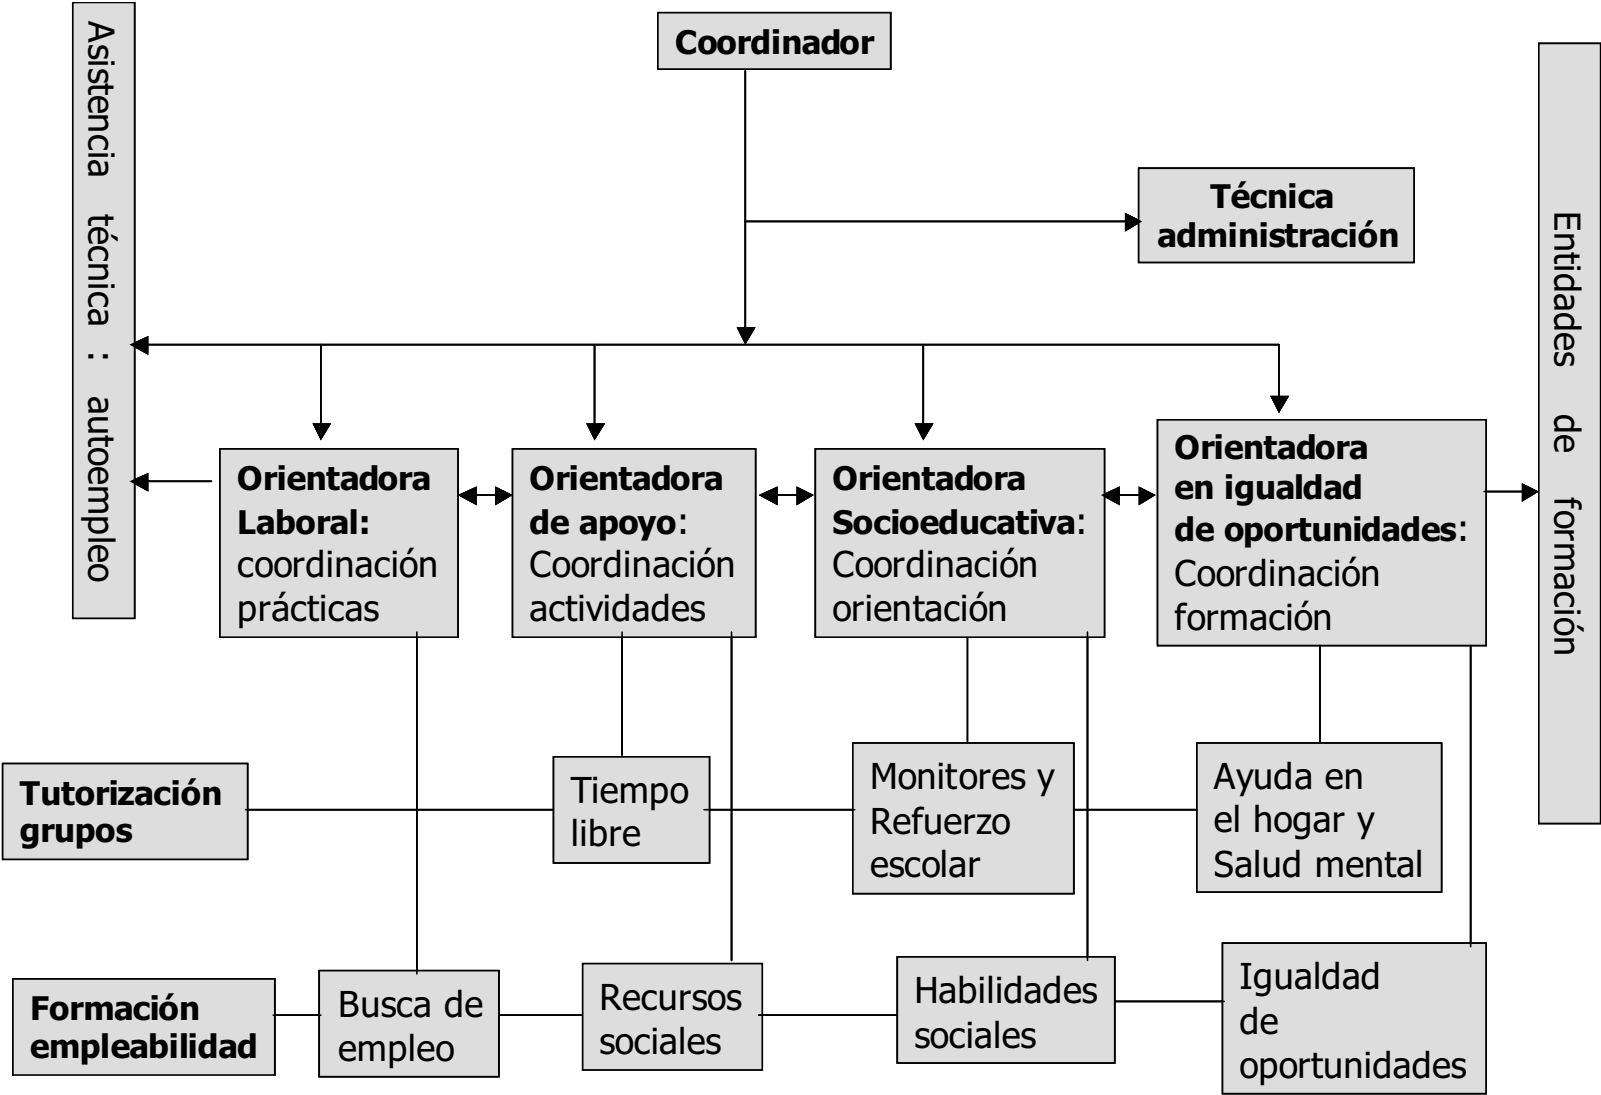 Asistencia técnica : autoempleo
Coordinador
Técnica
administración
Entidades de formación
Orientadora
Laboral:
coordinación
prácticas
Orientadora
de apoyo:
Coordinación
actividades
Orientadora
Socioeducativa:
Coordinación
orientación
Orientadora
en igualdad
de oportunidades:
Coordinación
formación
Tutorización
grupos
Tiempo
libre
Monitores y
Refuerzo
escolar
Ayuda en
el hogar y
Salud mental
Formación
empleabilidad
Busca de
empleo
Recursos
sociales
Habilidades
sociales
Igualdad
de
oportunidades